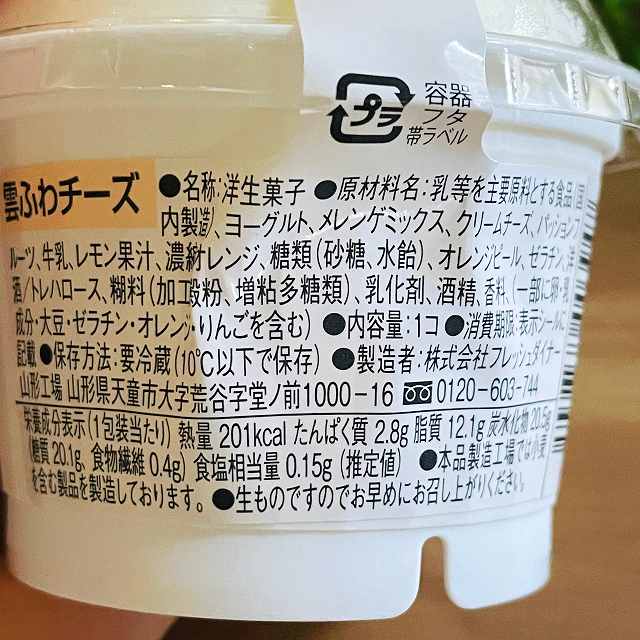 プラ
容器
フタ
帯ラベル
雲ふわチーズ
●名称:洋生菓子 ●原材料名:乳等を主要原料とする食品(国
内製造)、ヨーグルト、メレンゲミックス、クリームチーズ、パッションフ
ルーツ、牛乳、レモン果汁、濃縮オレンジ、糖類(砂糖、水飴)、オレンジピール、ゼラチン、洋
酒/トレハロース、糊料(加工殿粉、増粘多糖類)、乳化剤、酒精、香料、(一部に卵・乳
成分・大豆・ゼラチン・オレンジ・りんごを含む) ●内容量:1コ ●消費期限:表示シールに
記載 ●保存方法:要冷蔵(10℃以下で保存) ●製造者:株式会社フレッシュダイナー
山形工場 山形県天童市大字荒谷字堂ノ前1000-16 0120-603-744
栄養成分表示(1包装当たり) 熱量 201kcal たんぱく質 2.8g 脂質 12.1g 炭水化物 20.5g
(糖質 20.1g、食物繊維 0.4g) 食塩相当量 0.15g (推定値) ●本品製造工場では小麦
を含む製品を製造しております。 ●生ものですのでお早めにお召し上がりください。